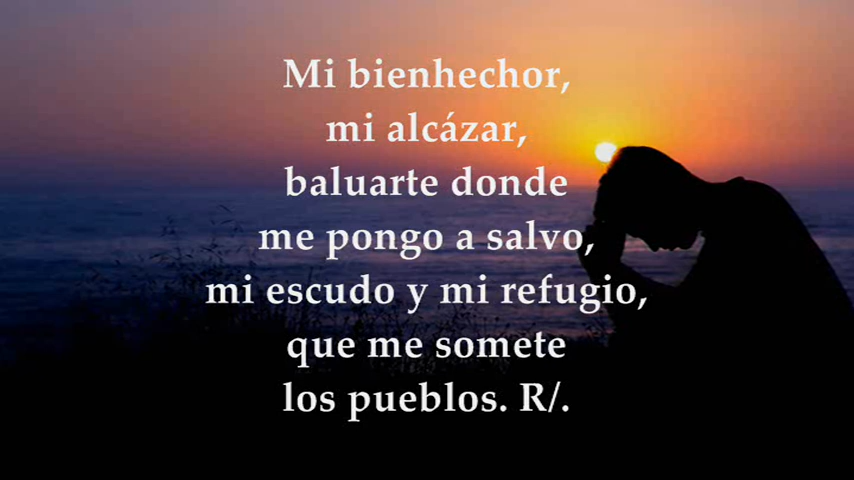 Mi bienhechor,
mi alcázar,
baluarte donde
me pongo a salvo,
mi escudo y mi refugio,
que me somete
los pueblos. R/.